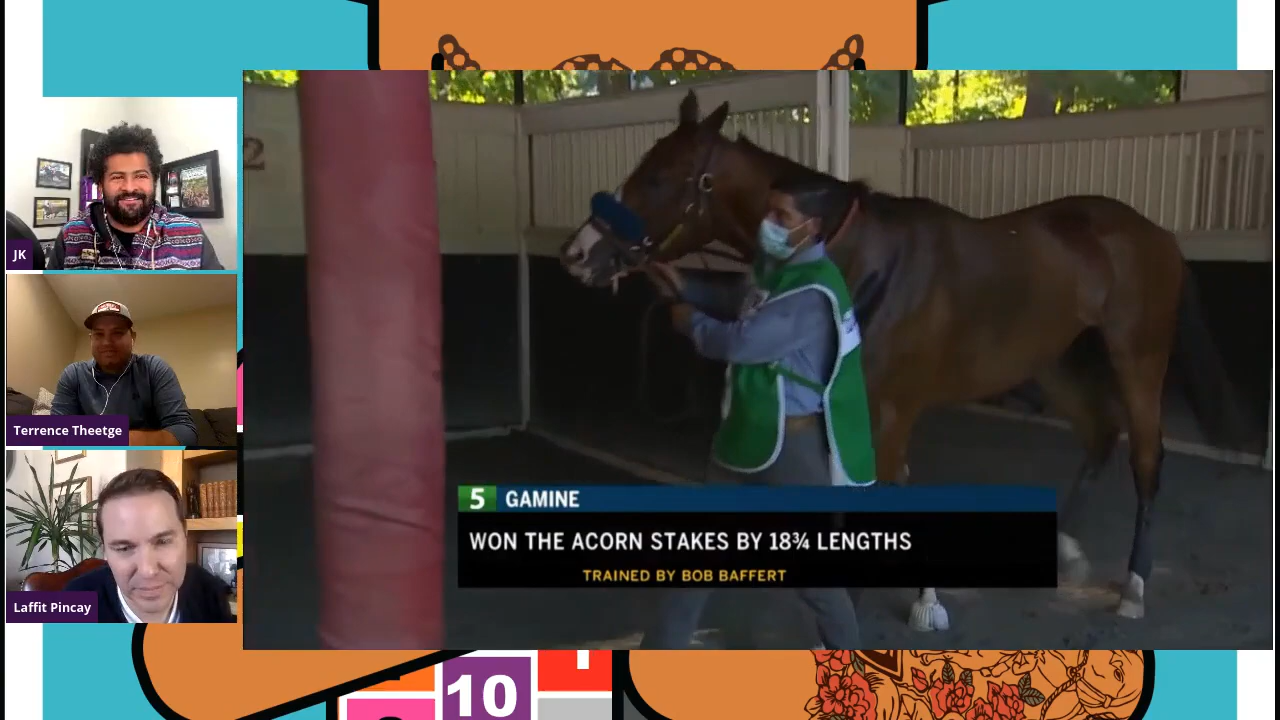 JK
Terrence Theetge
Laffit Pincay
2
5 GAMINE
WON THE ACORN STAKES BY 18¾ LENGTHS
TRAINED BY BOB BAFFERT
10